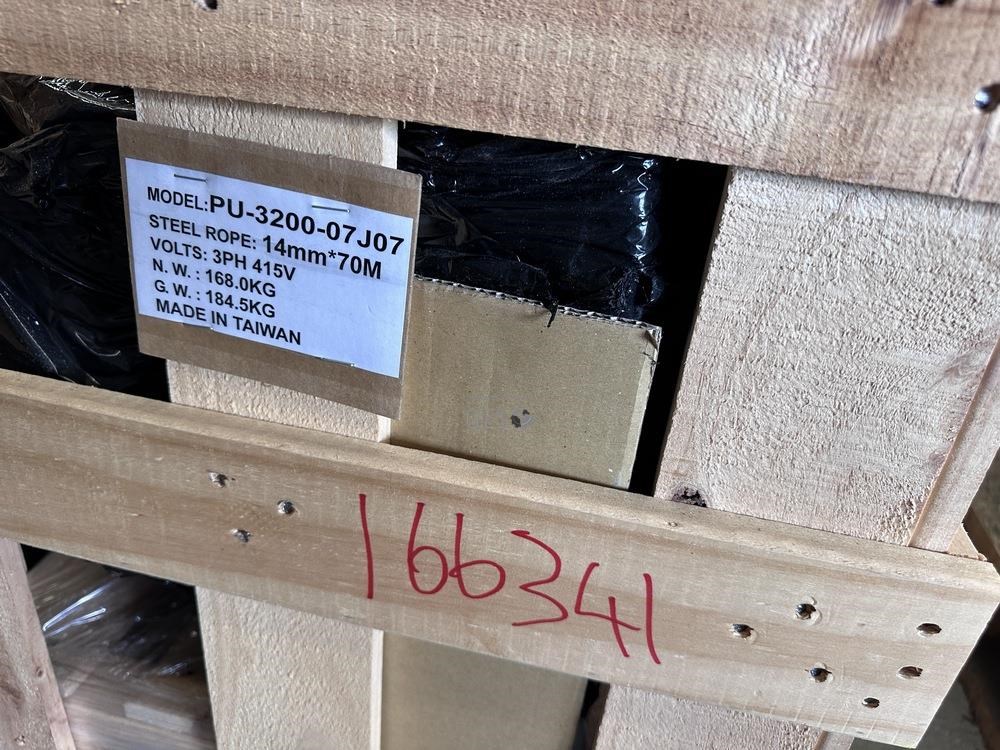 MODEL:PU-3200-07J07
STEEL ROPE: 14mm*70M
VOLTS: 3PH 415V
N. W. : 168.0KG
G. W. : 184.5KG
MADE IN TAIWAN
166341